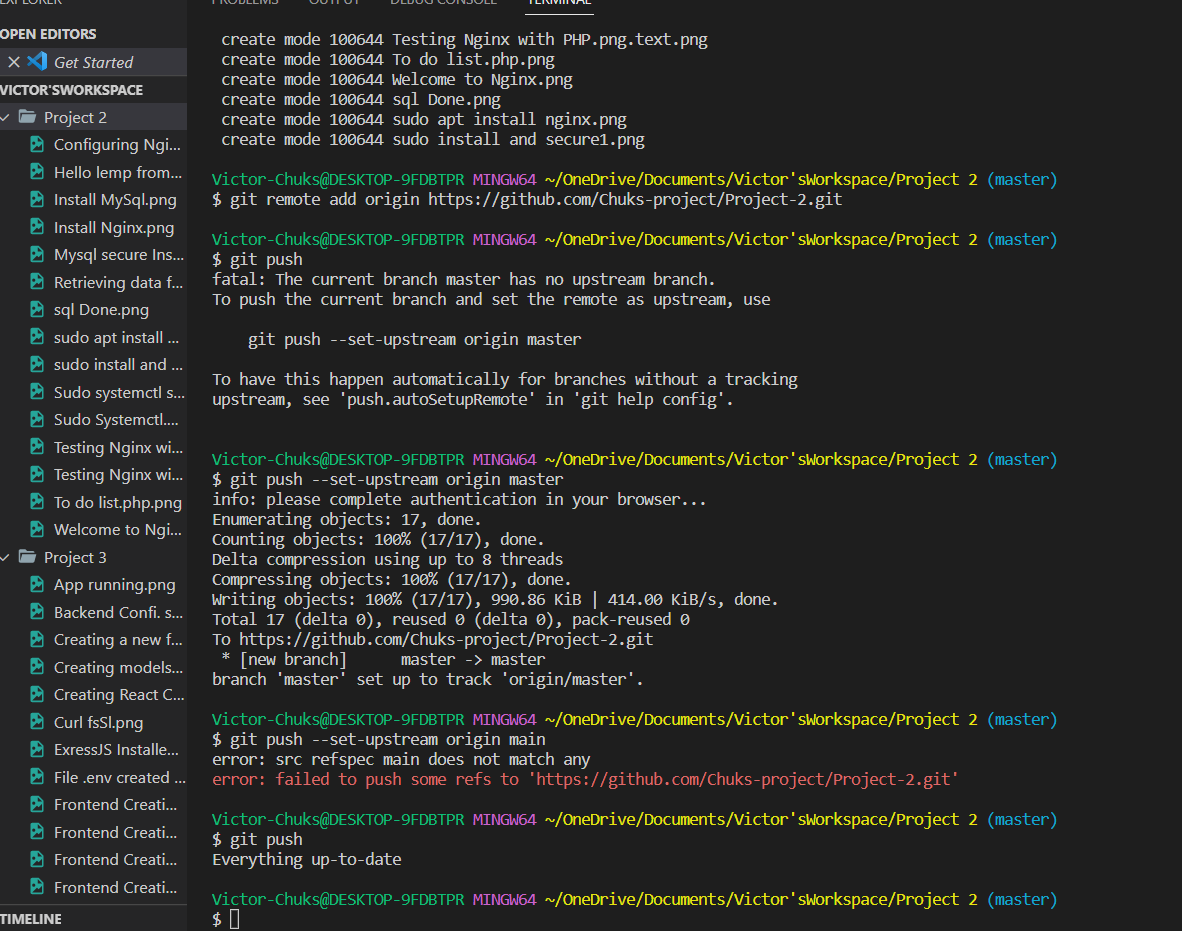 EXPLORER
PROBLEMS OUTPUT DEBUG CONSOLE TERMINAL
OPEN EDITORS
Get Started
VICTOR'SWORKSPACE
Project 2
Configuring Ngi...
Hello lemp from...
Install MySql.png
Install Nginx.png
Mysql secure Ins...
Retrieving data f...
sql Done.png
sudo apt install ...
sudo install and ...
Sudo systemctl s...
Sudo Systemctl....
Testing Nginx wi...
Testing Nginx wi...
To do list.php.png
Welcome to Ngi...
Project 3
App running.png
Backend Confi. s...
Creating a new f...
Creating models...
Creating React C...
Curl fsSl.png
ExressJS Installe...
File .env created ...
Frontend Creati...
Frontend Creati...
Frontend Creati...
Frontend Creati...
TIMELINE
create mode 100644 Testing Nginx with PHP.png.text.png
create mode 100644 To do list.php.png
create mode 100644 Welcome to Nginx.png
create mode 100644 sql Done.png
create mode 100644 sudo apt install nginx.png
create mode 100644 sudo install and secure1.png
Victor-Chuks@DESKTOP-9FDBTPR MINGW64 ~/OneDrive/Documents/Victor'sWorkspace/Project 2 (master)
$ git remote add origin https://github.com/Chuks-project/Project-2.git
Victor-Chuks@DESKTOP-9FDBTPR MINGW64 ~/OneDrive/Documents/Victor'sWorkspace/Project 2 (master)
$ git push
fatal: The current branch master has no upstream branch.
To push the current branch and set the remote as upstream, use
git push --set-upstream origin master
To have this happen automatically for branches without a tracking
upstream, see 'push.autoSetupRemote' in 'git help config'.
Victor-Chuks@DESKTOP-9FDBTPR MINGW64 ~/OneDrive/Documents/Victor'sWorkspace/Project 2 (master)
$ git push --set-upstream origin master
info: please complete authentication in your browser...
Enumerating objects: 17, done.
Counting objects: 100% (17/17), done.
Delta compression using up to 8 threads
Compressing objects: 100% (17/17), done.
Writing objects: 100% (17/17), 990.86 KiB | 414.00 KiB/s, done.
Total 17 (delta 0), reused 0 (delta 0), pack-reused 0
To https://github.com/Chuks-project/Project-2.git
* [new branch] master -> master
branch 'master' set up to track 'origin/master'.
Victor-Chuks@DESKTOP-9FDBTPR MINGW64 ~/OneDrive/Documents/Victor'sWorkspace/Project 2 (master)
$ git push --set-upstream origin main
error: src refspec main does not match any
error: failed to push some refs to 'https://github.com/Chuks-project/Project-2.git'
Victor-Chuks@DESKTOP-9FDBTPR MINGW64 ~/OneDrive/Documents/Victor'sWorkspace/Project 2 (master)
$ git push
Everything up-to-date
Victor-Chuks@DESKTOP-9FDBTPR MINGW64 ~/OneDrive/Documents/Victor'sWorkspace/Project 2 (master)
$